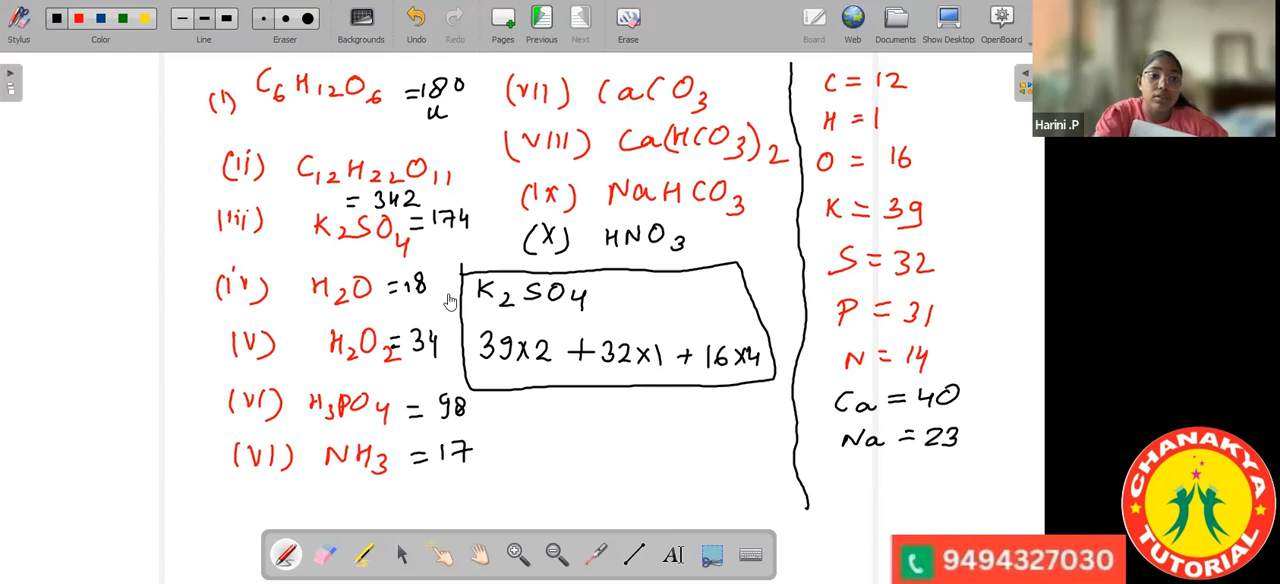 Stylus
Color
Line
Eraser
Backgrounds
Undo
Redo
Pages
Previous
Next
Erase
Board
Web
Documents
Show Desktop
OpenBoard
Harini .P
(i) C6H12O6 = 180 u
(ii) C12H22O11 = 342
(iii) K2SO4 = 174
(iv) H2O = 18
(v) H2O2 = 34
(vi) H3PO4 = 98
(vi) NH3 = 17
(vii) CaCO3
(viii) Ca(HCO3)2
(ix) NaHCO3
(x) HNO3
K2SO4
39×2 + 32×1 + 16×4
C = 12
H = 1
O = 16
K = 39
S = 32
P = 31
N = 14
Ca = 40
Na = 23
CHANAKYA
TUTORIAL
9494327030